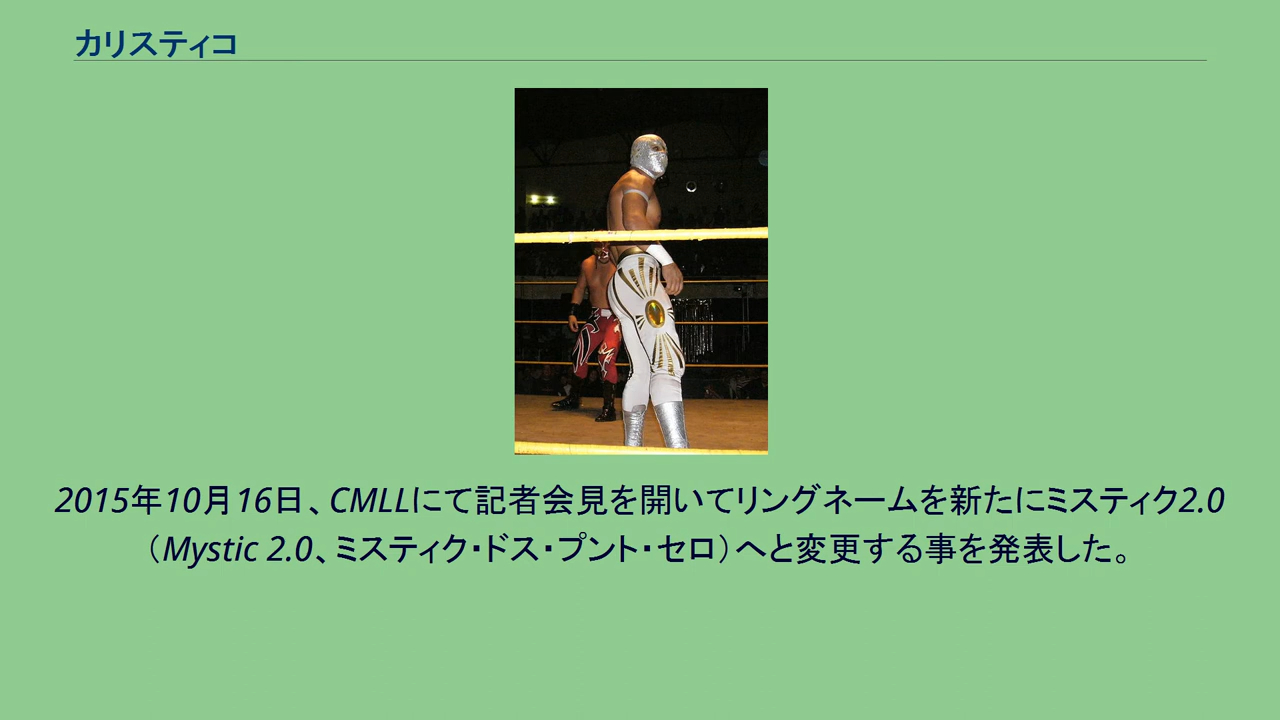 カリスティコ
2015年10月16日、CMLLにて記者会見を開いてリングネームを新たにミスティク2.0
（Mystic 2.0、ミスティク・ドス・プント・セロ）へと変更する事を発表した。